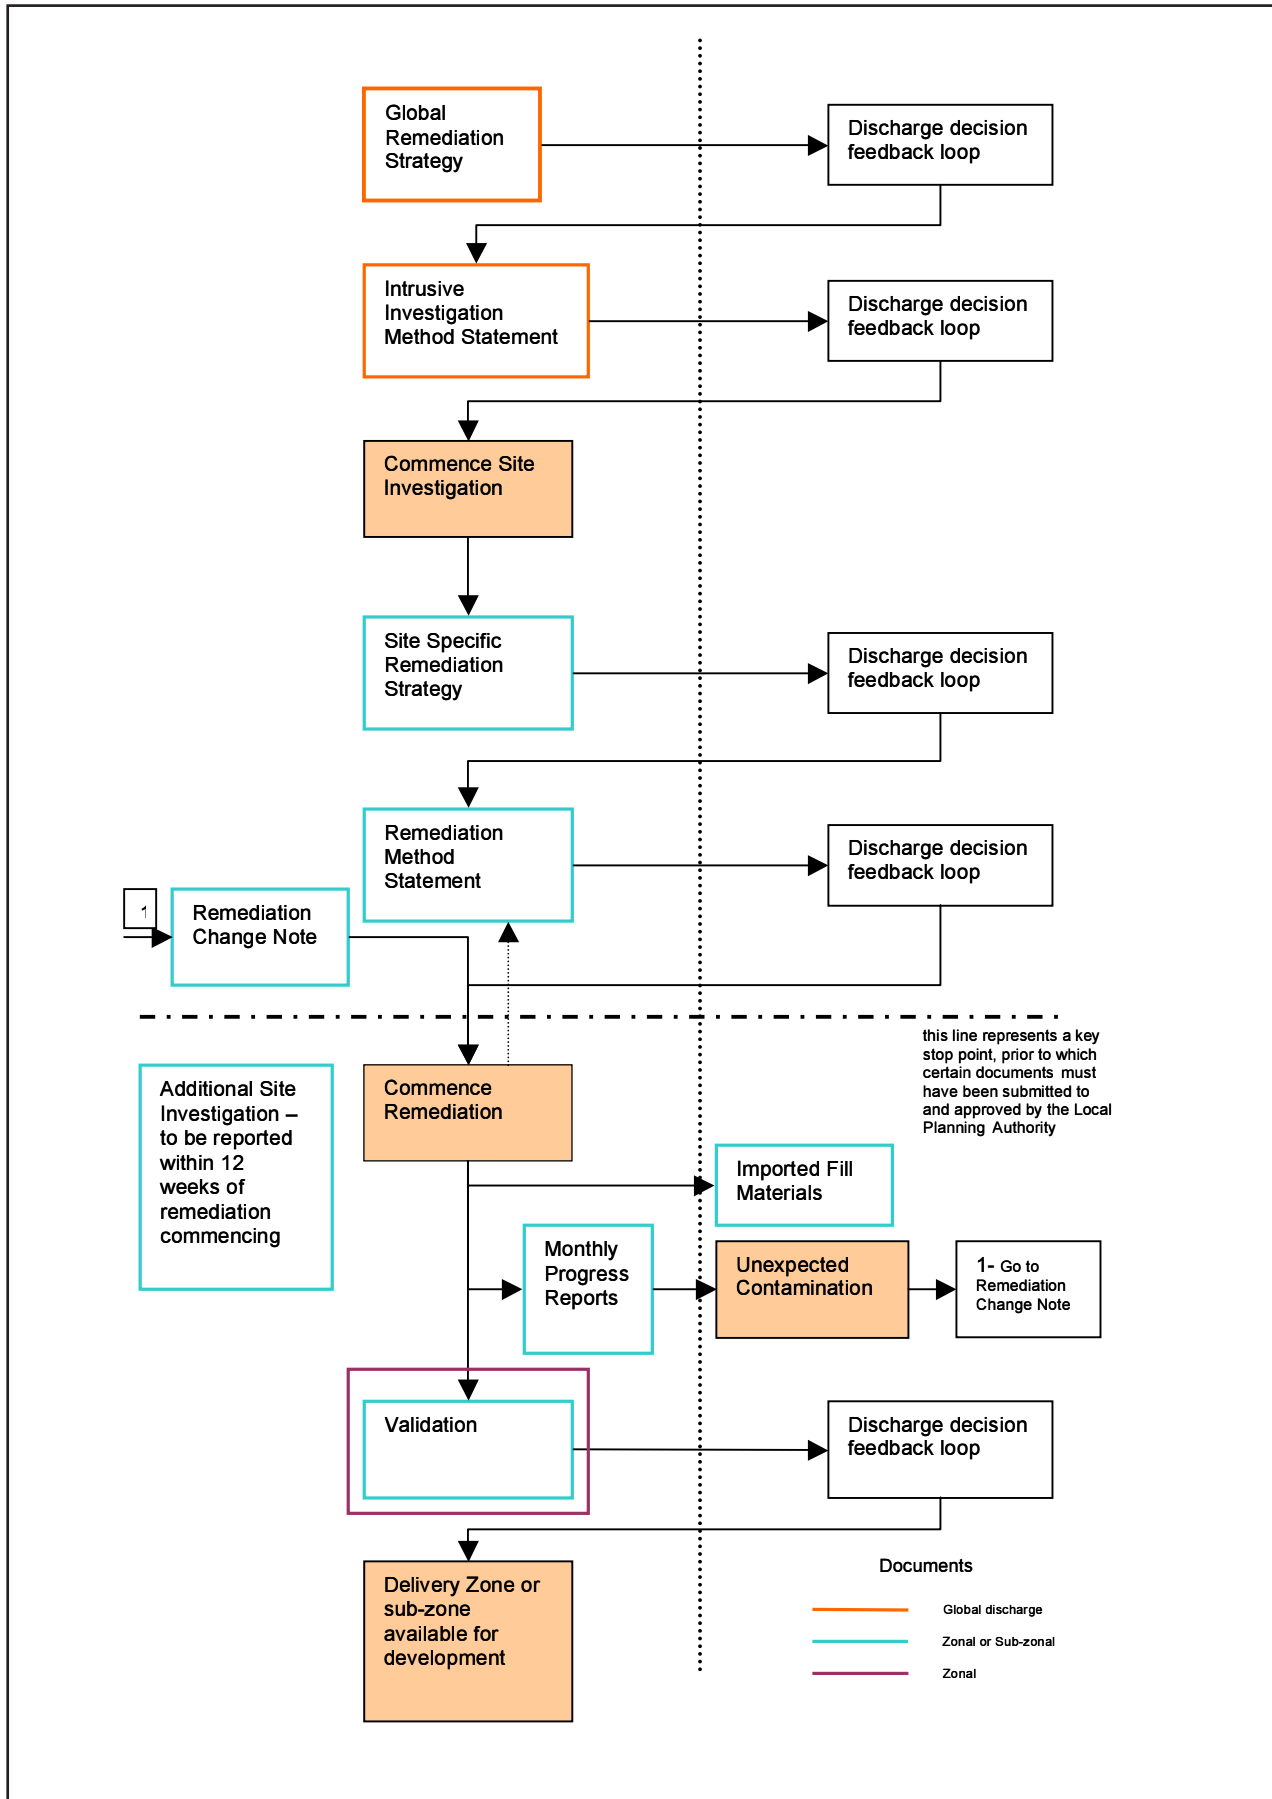 Global
Remediation
Strategy
Discharge decision
feedback loop
Intrusive
Investigation
Method Statement
Discharge decision
feedback loop
Commence Site
Investigation
Site Specific
Remediation
Strategy
Discharge decision
feedback loop
Remediation
Method
Statement
Discharge decision
feedback loop
1
Remediation
Change Note
this line represents a key
stop point, prior to which
certain documents must
have been submitted to
and approved by the Local
Planning Authority
Additional Site
Investigation –
to be reported
within 12
weeks of
remediation
commencing
Commence
Remediation
Imported Fill
Materials
Monthly
Progress
Reports
Unexpected
Contamination
1- Go to
Remediation
Change Note
Validation
Discharge decision
feedback loop
Delivery Zone or
sub-zone
available for
development
Documents
Global discharge
Zonal or Sub-zonal
Zonal